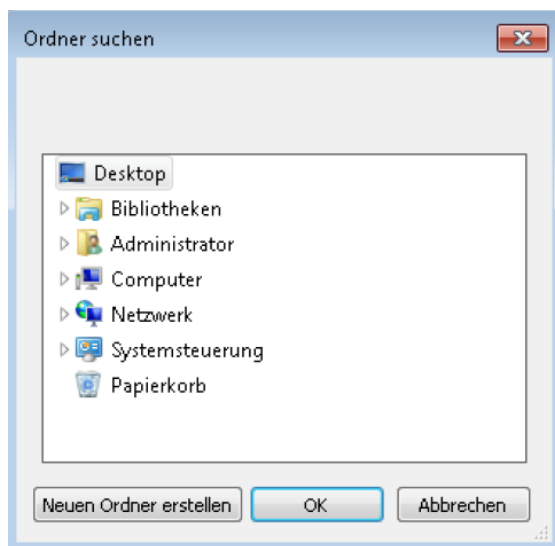 Ordner suchen
Desktop
Bibliotheken
Administrator
Computer
Netzwerk
Systemsteuerung
Papierkorb
Neuen Ordner erstellen OK Abbrechen